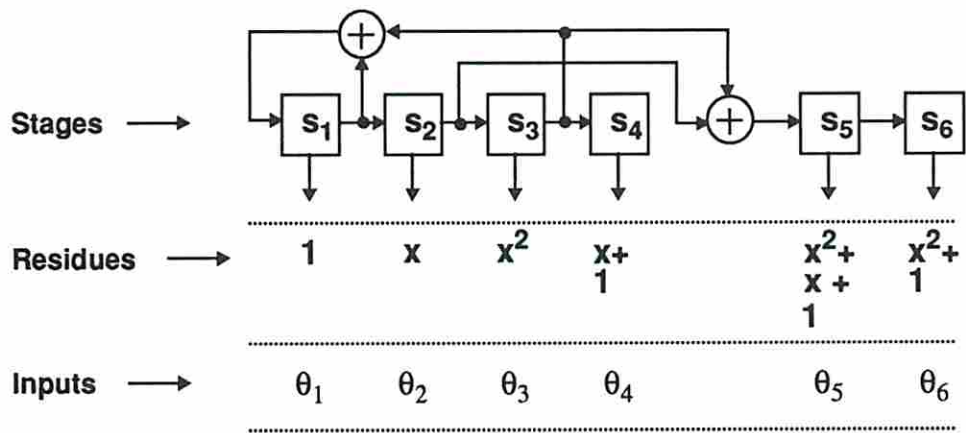 Stages s₁ s₂ s₃ s₄ s₅ s₆
+
+
Residues 1 x x² x+ x²+ x²+
1 x + 1
1
Inputs θ₁ θ₂ θ₃ θ₄ θ₅ θ₆